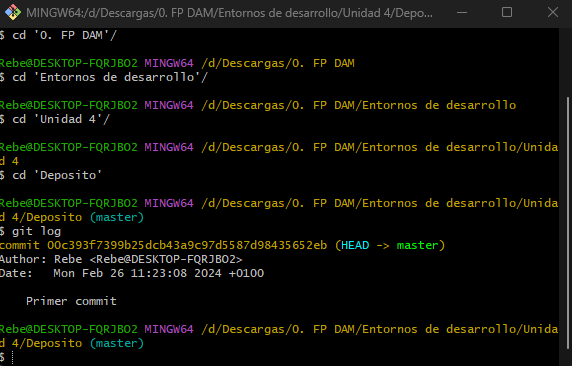 MINGW64:/d/Descargas/0. FP DAM/Entornos de desarrollo/Unidad 4/Depo...
$ cd '0. FP DAM'/
Rebe@DESKTOP-FQRJBO2 MINGW64 /d/Descargas/0. FP DAM
$ cd 'Entornos de desarrollo'/
Rebe@DESKTOP-FQRJBO2 MINGW64 /d/Descargas/0. FP DAM/Entornos de desarrollo
$ cd 'Unidad 4'/
Rebe@DESKTOP-FQRJBO2 MINGW64 /d/Descargas/0. FP DAM/Entornos de desarrollo/Unida
d 4
$ cd 'Deposito'
Rebe@DESKTOP-FQRJBO2 MINGW64 /d/Descargas/0. FP DAM/Entornos de desarrollo/Unida
d 4/Deposito (master)
$ git log
commit 00c393f7399b25dcb43a9c97d5587d98435652eb (HEAD -> master)
Author: Rebe <Rebe@DESKTOP-FQRJBO2>
Date:   Mon Feb 26 11:23:08 2024 +0100
    Primer commit
Rebe@DESKTOP-FQRJBO2 MINGW64 /d/Descargas/0. FP DAM/Entornos de desarrollo/Unida
d 4/Deposito (master)
$